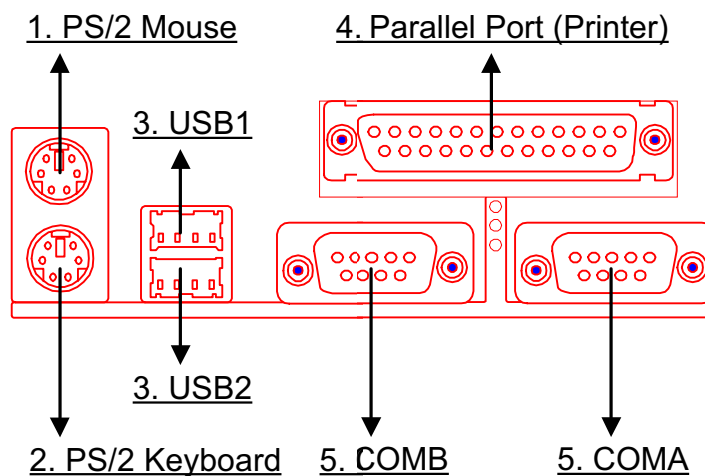 1. PS/2 Mouse
4. Parallel Port (Printer)
3. USB1
3. USB2
2. PS/2 Keyboard
5. COMB
5. COMA